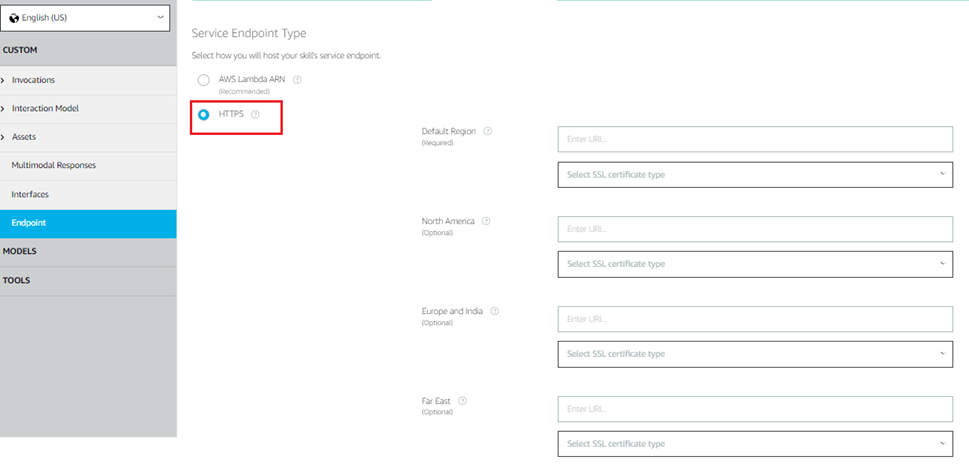 English (US)
CUSTOM
Invocations
Interaction Model
Assets
Multimodal Responses
Interfaces
Endpoint
MODELS
TOOLS
Service Endpoint Type
Select how you will host your skill's service endpoint.
AWS Lambda ARN ?
(Recommended)
HTTPS ?
Default Region ?
(Required)
Enter URI...
Select SSL certificate type
North America ?
(Optional)
Enter URI...
Select SSL certificate type
Europe and India ?
(Optional)
Enter URI...
Select SSL certificate type
Far East ?
(Optional)
Enter URI...
Select SSL certificate type